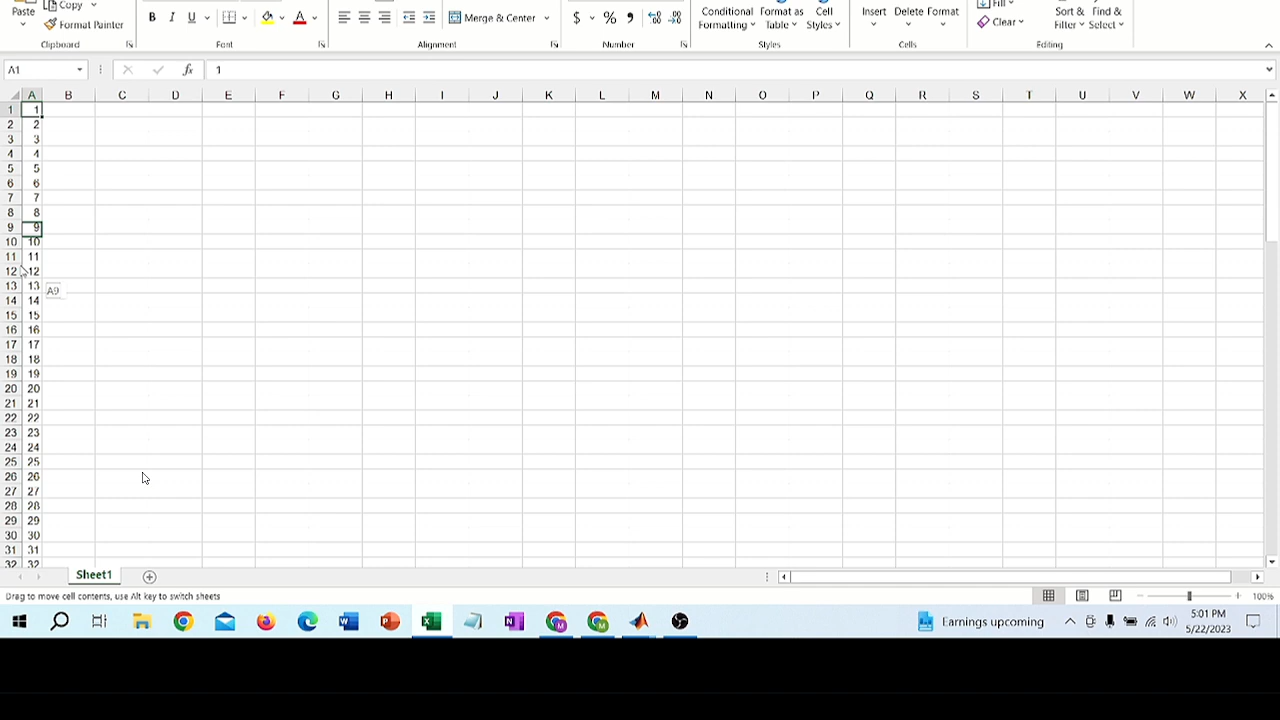 Paste Copy
Format Painter
B I U
Merge & Center
$ % 9
Conditional Formatting Format as Table Cell Styles
Insert Delete Format
Fill
Clear
Sort & Filter Find & Select
Clipboard Font Alignment Number Styles Cells Editing
A1 fx 1
A B C D E F G H I J K L M N O P Q R S T U V W X
1 1
2 2
3 3
4 4
5 5
6 6
7 7
8 8
9 9
10 10
11 11
12 12
13 13
A9
14 14
15 15
16 16
17 17
18 18
19 19
20 20
21 21
22 22
23 23
24 24
25 25
26 26
27 27
28 28
29 29
30 30
31 31
32 32
Sheet1
Drag to move cell contents, use Alt key to switch sheets 100%
Earnings upcoming 5:01 PM
5/22/2023